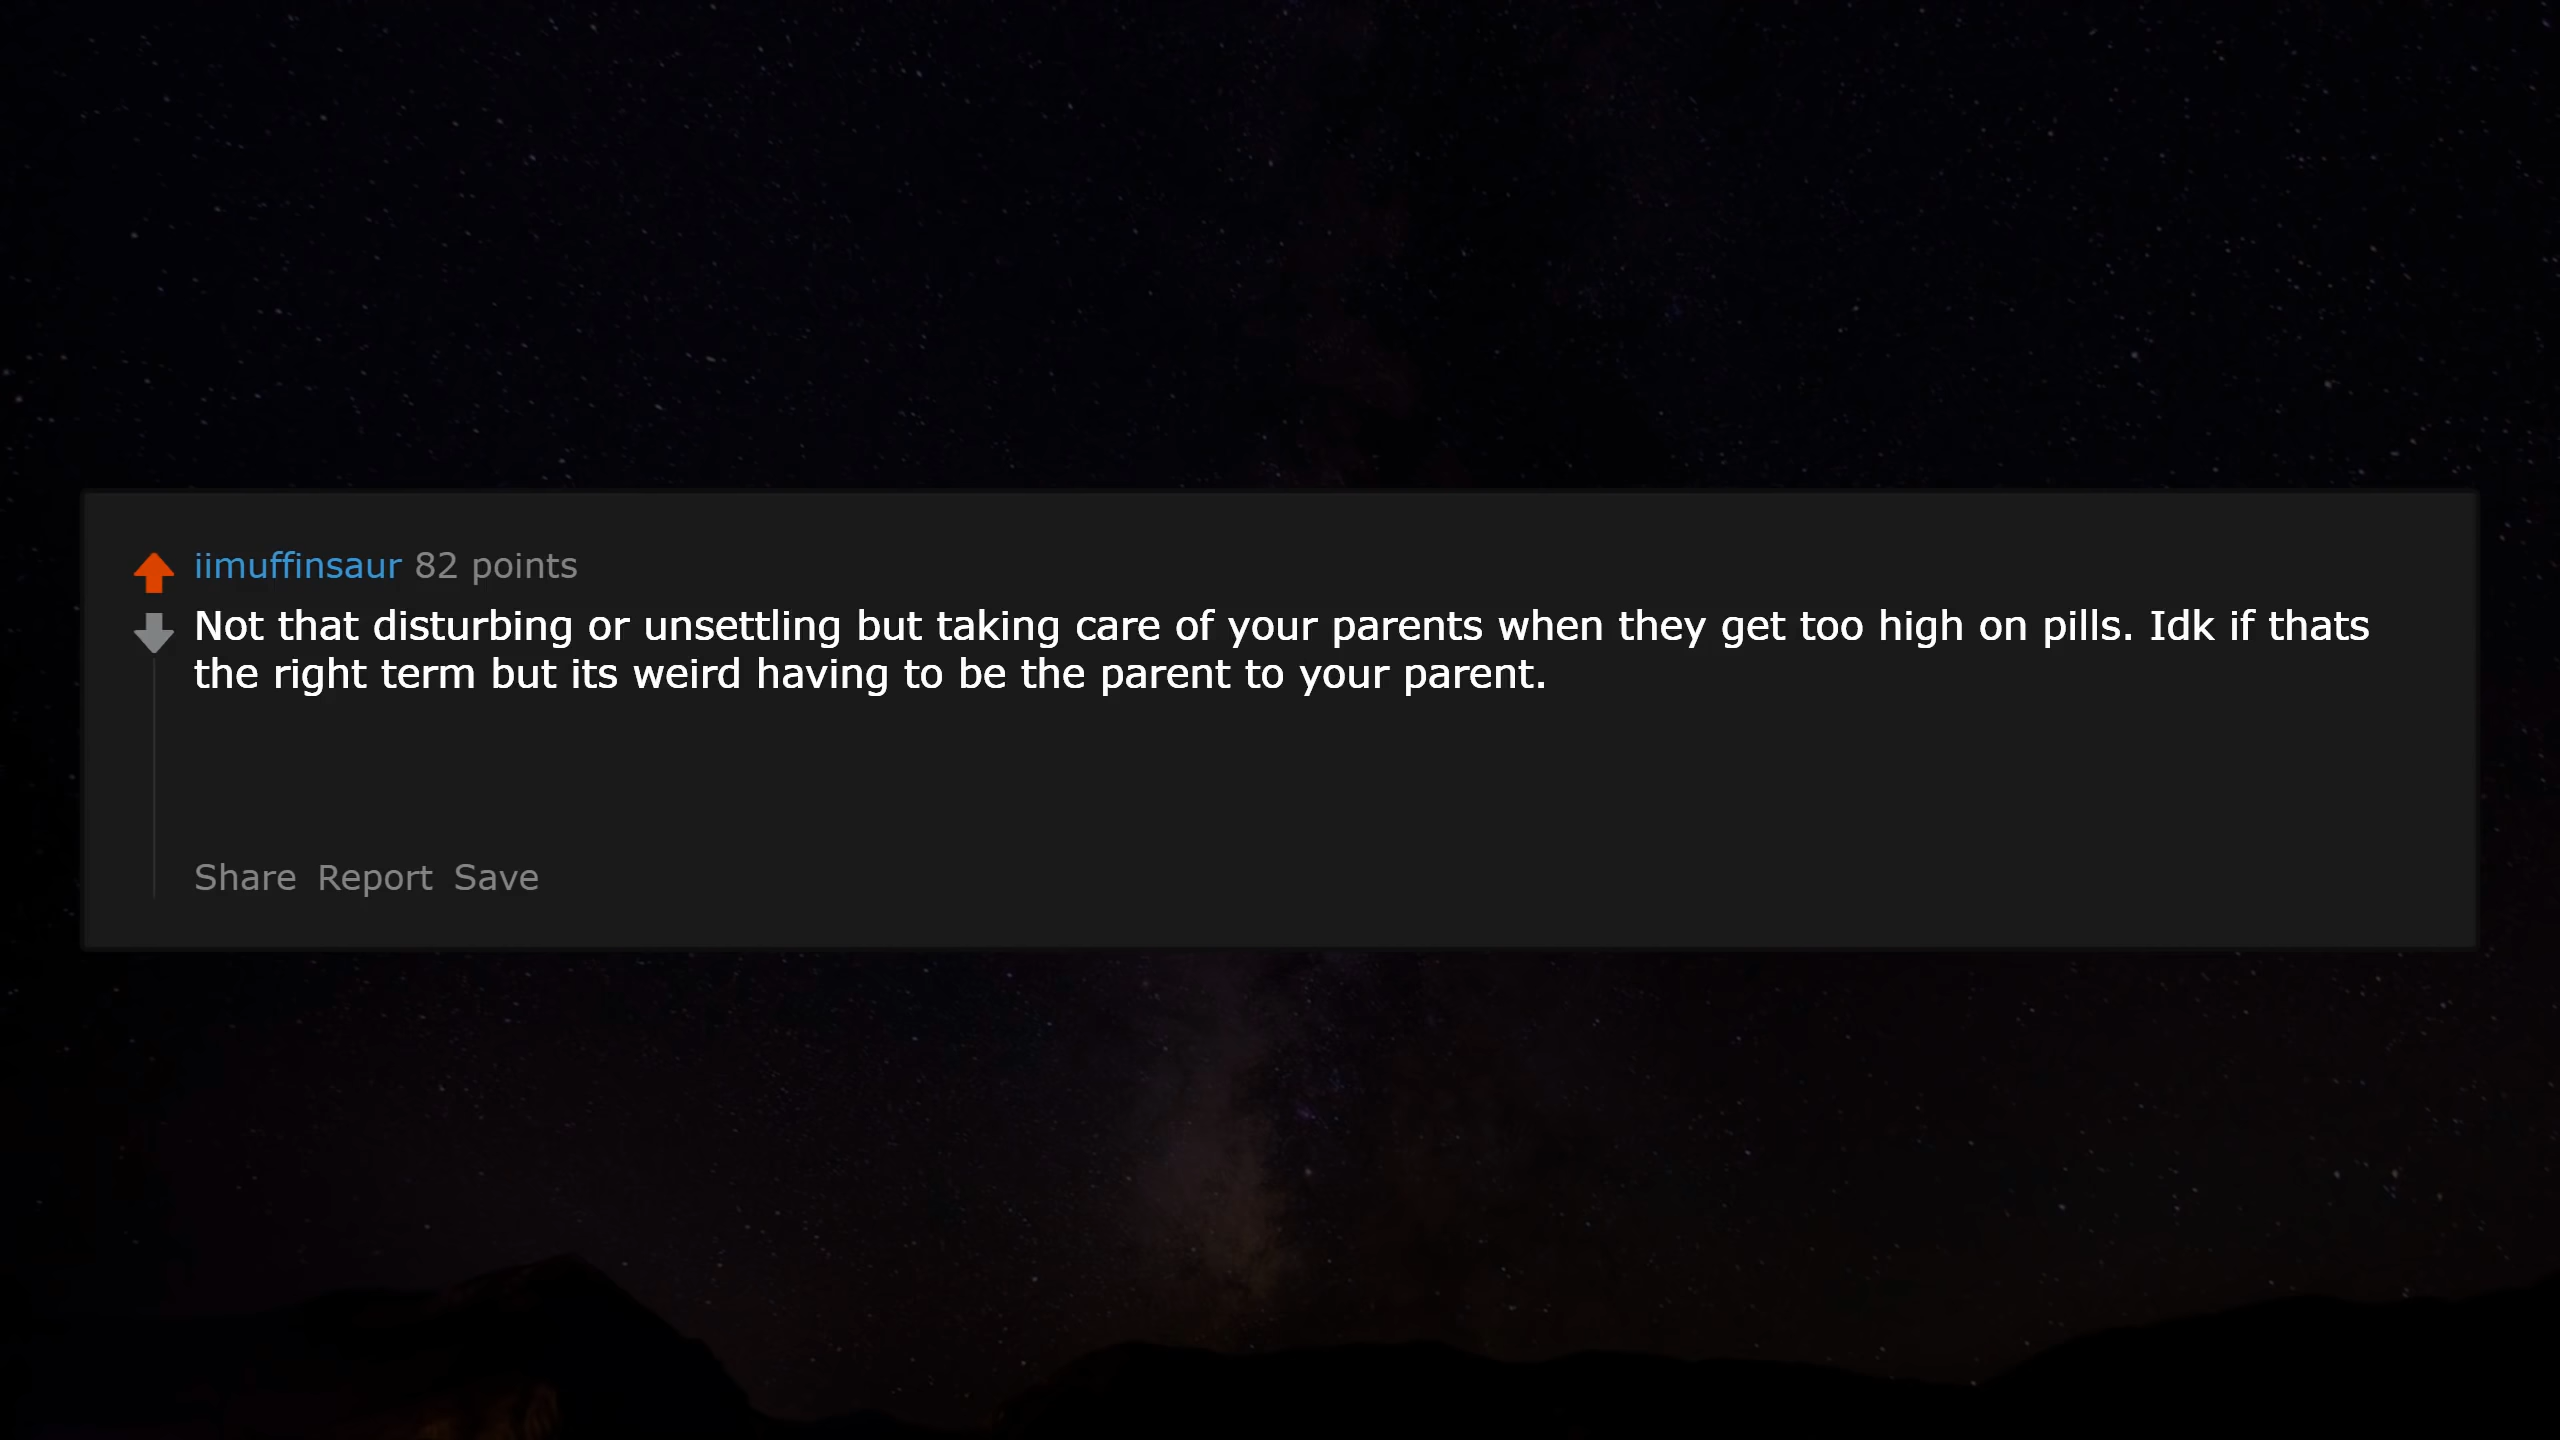 iimuffinsaur 82 points
Not that disturbing or unsettling but taking care of your parents when they get too high on pills. Idk if thats
the right term but its weird having to be the parent to your parent.
Share Report Save